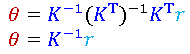 θ = K⁻¹(Kᵀ)⁻¹Kᵀr
θ = K⁻¹r